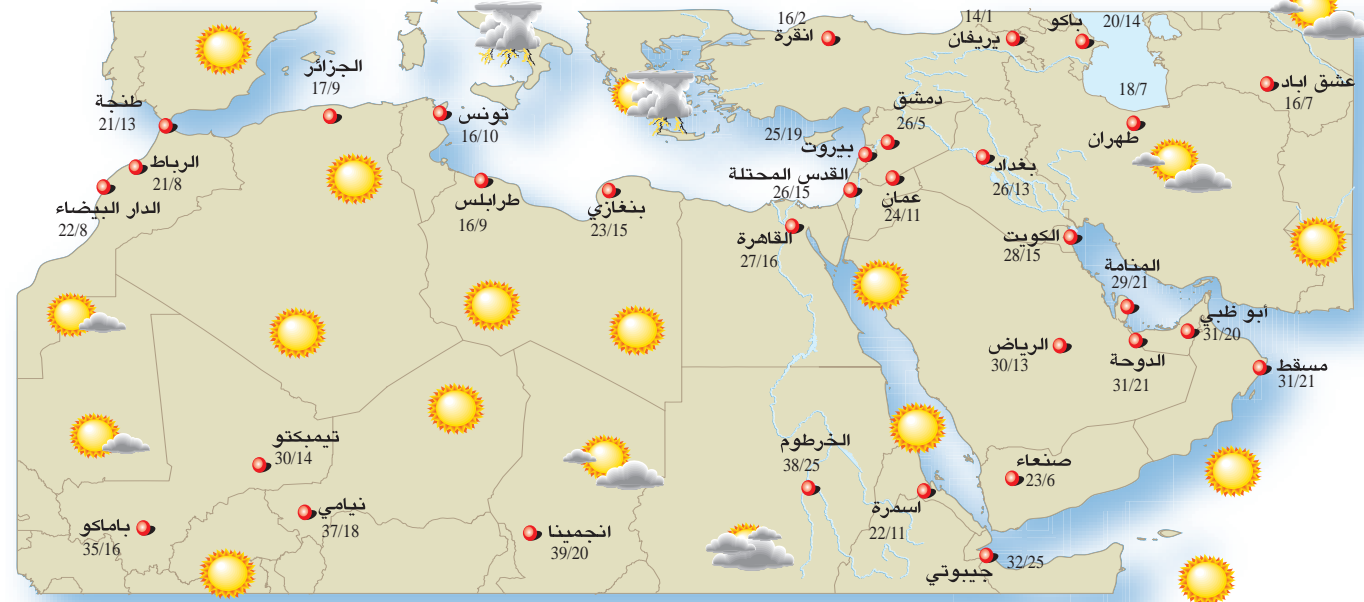 16/2
انقرة
14/1
يريفان
باكو
20/14
عشق اباد
16/7
18/7
طهران
الجزائر
17/9
طنجة
21/13
تونس
16/10
دمشق
26/5
25/19
بيروت
بغداد
26/13
الرباط
21/8
القدس المحتلة
26/15
عمان
24/11
الدار البيضاء
22/8
طرابلس
16/9
بنغازي
23/15
القاهرة
27/16
الكويت
28/15
المنامة
29/21
أبو ظبي
31/20
الرياض
30/13
الدوحة
31/21
مسقط
31/21
تيمبكتو
30/14
الخرطوم
38/25
صنعاء
23/6
اسمرة
22/11
نيامي
37/18
باماكو
35/16
انجمينا
39/20
جيبوتي
32/25